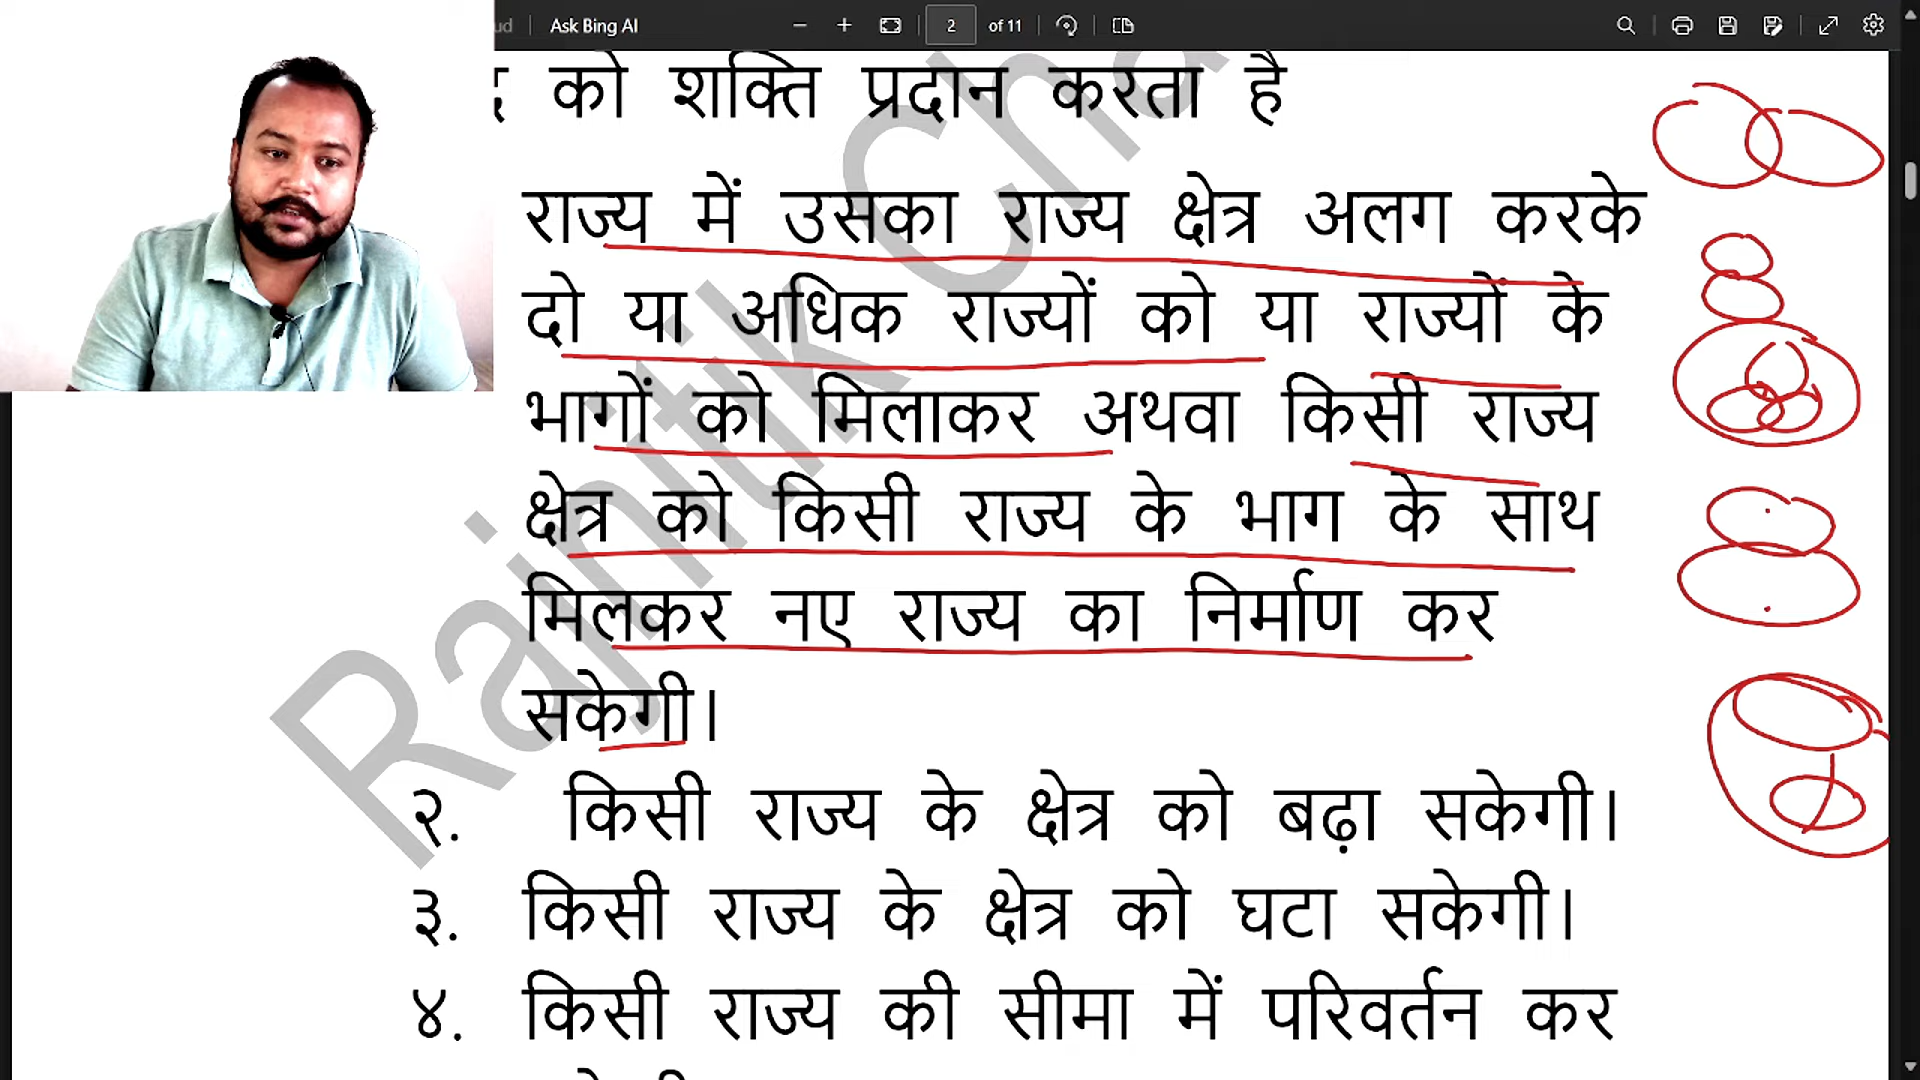 Ask Bing AI
2 of 11
को शक्ति प्रदान करता है
राज्य में उसका राज्य क्षेत्र अलग करके
दो या अधिक राज्यों को या राज्यों के
भागों को मिलाकर अथवा किसी राज्य
क्षेत्र को किसी राज्य के भाग के साथ
मिलकर नए राज्य का निर्माण कर
सकेगी।
२. किसी राज्य के क्षेत्र को बढ़ा सकेगी।
३. किसी राज्य के क्षेत्र को घटा सकेगी।
४. किसी राज्य की सीमा में परिवर्तन कर
Rajnitik